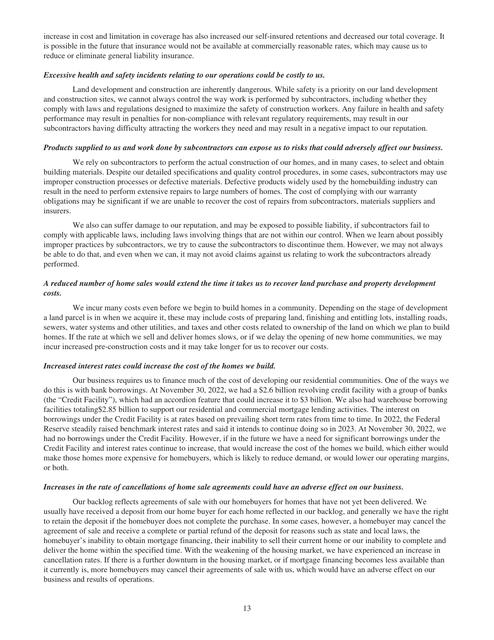 increase in cost and limitation in coverage has also increased our self-insured retentions and decreased our total coverage. It
is possible in the future that insurance would not be available at commercially reasonable rates, which may cause us to
reduce or eliminate general liability insurance.
Excessive health and safety incidents relating to our operations could be costly to us.
Land development and construction are inherently dangerous. While safety is a priority on our land development
and construction sites, we cannot always control the way work is performed by subcontractors, including whether they
comply with laws and regulations designed to maximize the safety of construction workers. Any failure in health and safety
performance may result in penalties for non-compliance with relevant regulatory requirements, may result in our
subcontractors having difficulty attracting the workers they need and may result in a negative impact to our reputation.
Products supplied to us and work done by subcontractors can expose us to risks that could adversely affect our business.
We rely on subcontractors to perform the actual construction of our homes, and in many cases, to select and obtain
building materials. Despite our detailed specifications and quality control procedures, in some cases, subcontractors may use
improper construction processes or defective materials. Defective products widely used by the homebuilding industry can
result in the need to perform extensive repairs to large numbers of homes. The cost of complying with our warranty
obligations may be significant if we are unable to recover the cost of repairs from subcontractors, materials suppliers and
insurers.
We also can suffer damage to our reputation, and may be exposed to possible liability, if subcontractors fail to
comply with applicable laws, including laws involving things that are not within our control. When we learn about possibly
improper practices by subcontractors, we try to cause the subcontractors to discontinue them. However, we may not always
be able to do that, and even when we can, it may not avoid claims against us relating to work the subcontractors already
performed.
A reduced number of home sales would extend the time it takes us to recover land purchase and property development
costs.
We incur many costs even before we begin to build homes in a community. Depending on the stage of development
a land parcel is in when we acquire it, these may include costs of preparing land, finishing and entitling lots, installing roads,
sewers, water systems and other utilities, and taxes and other costs related to ownership of the land on which we plan to build
homes. If the rate at which we sell and deliver homes slows, or if we delay the opening of new home communities, we may
incur increased pre-construction costs and it may take longer for us to recover our costs.
Increased interest rates could increase the cost of the homes we build.
Our business requires us to finance much of the cost of developing our residential communities. One of the ways we
do this is with bank borrowings. At November 30, 2022, we had a $2.6 billion revolving credit facility with a group of banks
(the “Credit Facility”), which had an accordion feature that could increase it to $3 billion. We also had warehouse borrowing
facilities totaling$2.85 billion to support our residential and commercial mortgage lending activities. The interest on
borrowings under the Credit Facility is at rates based on prevailing short term rates from time to time. In 2022, the Federal
Reserve steadily raised benchmark interest rates and said it intends to continue doing so in 2023. At November 30, 2022, we
had no borrowings under the Credit Facility. However, if in the future we have a need for significant borrowings under the
Credit Facility and interest rates continue to increase, that would increase the cost of the homes we build, which either would
make those homes more expensive for homebuyers, which is likely to reduce demand, or would lower our operating margins,
or both.
Increases in the rate of cancellations of home sale agreements could have an adverse effect on our business.
Our backlog reflects agreements of sale with our homebuyers for homes that have not yet been delivered. We
usually have received a deposit from our home buyer for each home reflected in our backlog, and generally we have the right
to retain the deposit if the homebuyer does not complete the purchase. In some cases, however, a homebuyer may cancel the
agreement of sale and receive a complete or partial refund of the deposit for reasons such as state and local laws, the
homebuyer’s inability to obtain mortgage financing, their inability to sell their current home or our inability to complete and
deliver the home within the specified time. With the weakening of the housing market, we have experienced an increase in
cancellation rates. If there is a further downturn in the housing market, or if mortgage financing becomes less available than
it currently is, more homebuyers may cancel their agreements of sale with us, which would have an adverse effect on our
business and results of operations.
13